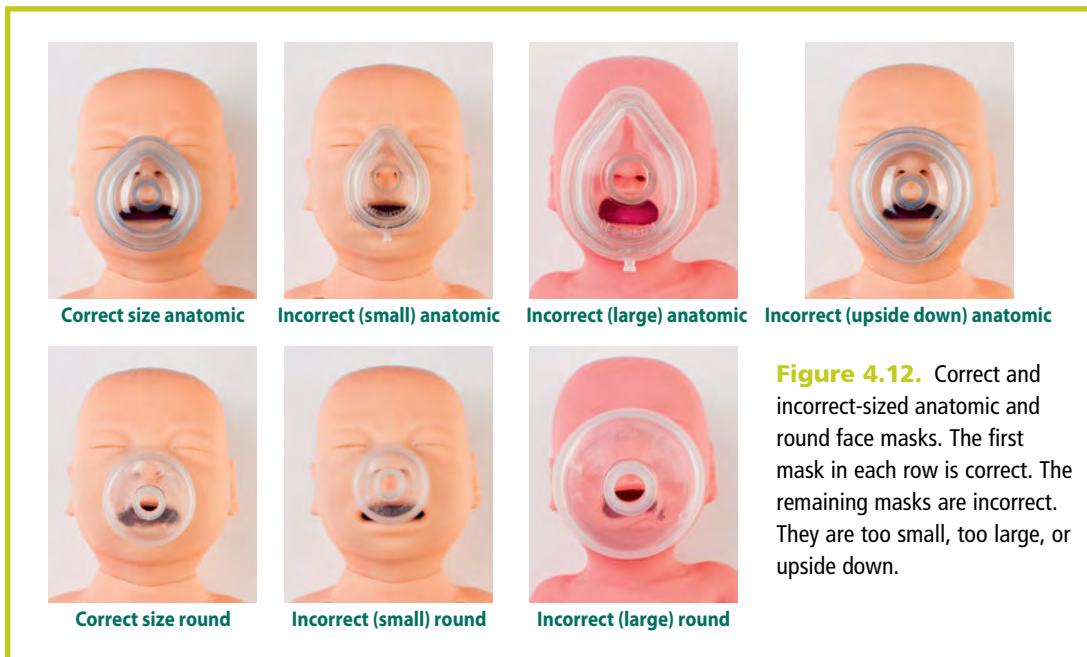 Correct size anatomic
Incorrect (small) anatomic
Incorrect (large) anatomic
Incorrect (upside down) anatomic
Correct size round
Incorrect (small) round
Incorrect (large) round
Figure 4.12. Correct and
incorrect-sized anatomic and
round face masks. The first
mask in each row is correct. The
remaining masks are incorrect.
They are too small, too large, or
upside down.